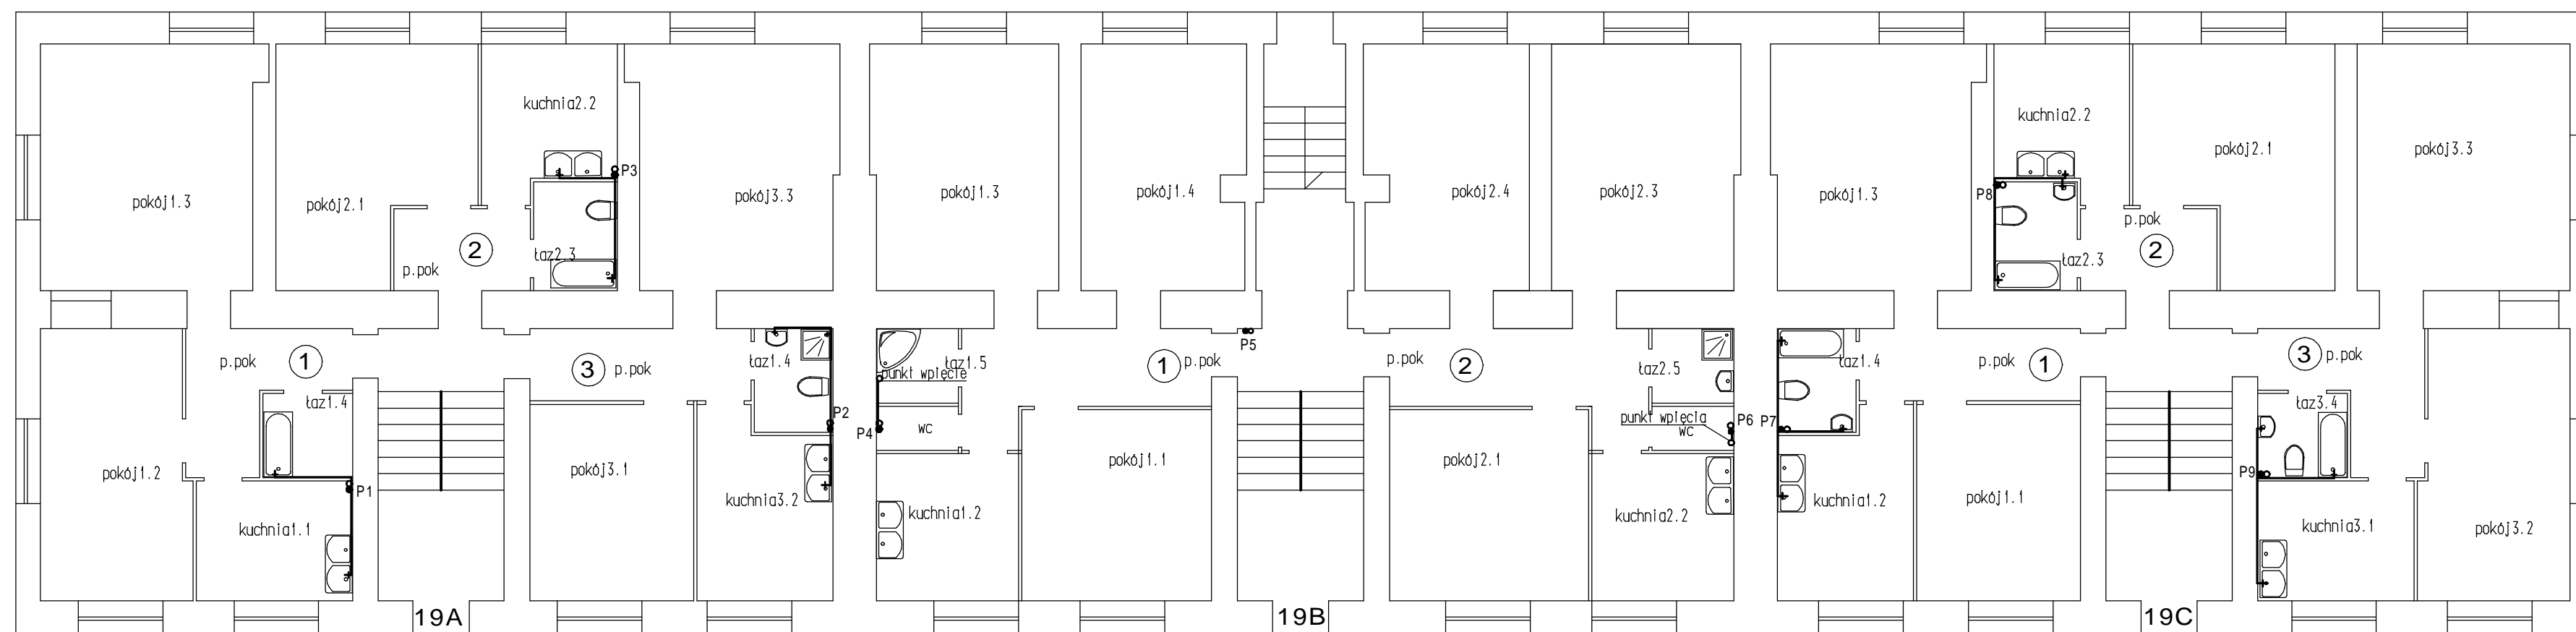 kuchnia2.2
kuchnia2.2
P3
pokój1.3
pokój2.1
pokój3.3
pokój1.3
pokój1.4
pokój2.4
pokój2.3
pokój1.3
P8
pokój2.1
pokój3.3
p.pok
2
łaz2.3
p.pok
2
łaz2.3
p.pok
1
3
p.pok
łaz1.4
łaz1.5
punkt wpięcie
1
p.pok
P5
p.pok
2
łaz2.5
łaz1.4
p.pok
1
3
p.pok
łaz1.4
P2
P4
wc
punkt wpięcia
wc
P6
P7
łaz3.4
pokój1.2
P1
pokój3.1
kuchnia3.2
pokój1.1
pokój2.1
kuchnia1.2
pokój1.1
P9
kuchnia1.1
kuchnia1.2
kuchnia2.2
kuchnia3.1
pokój3.2
19A
19B
19C